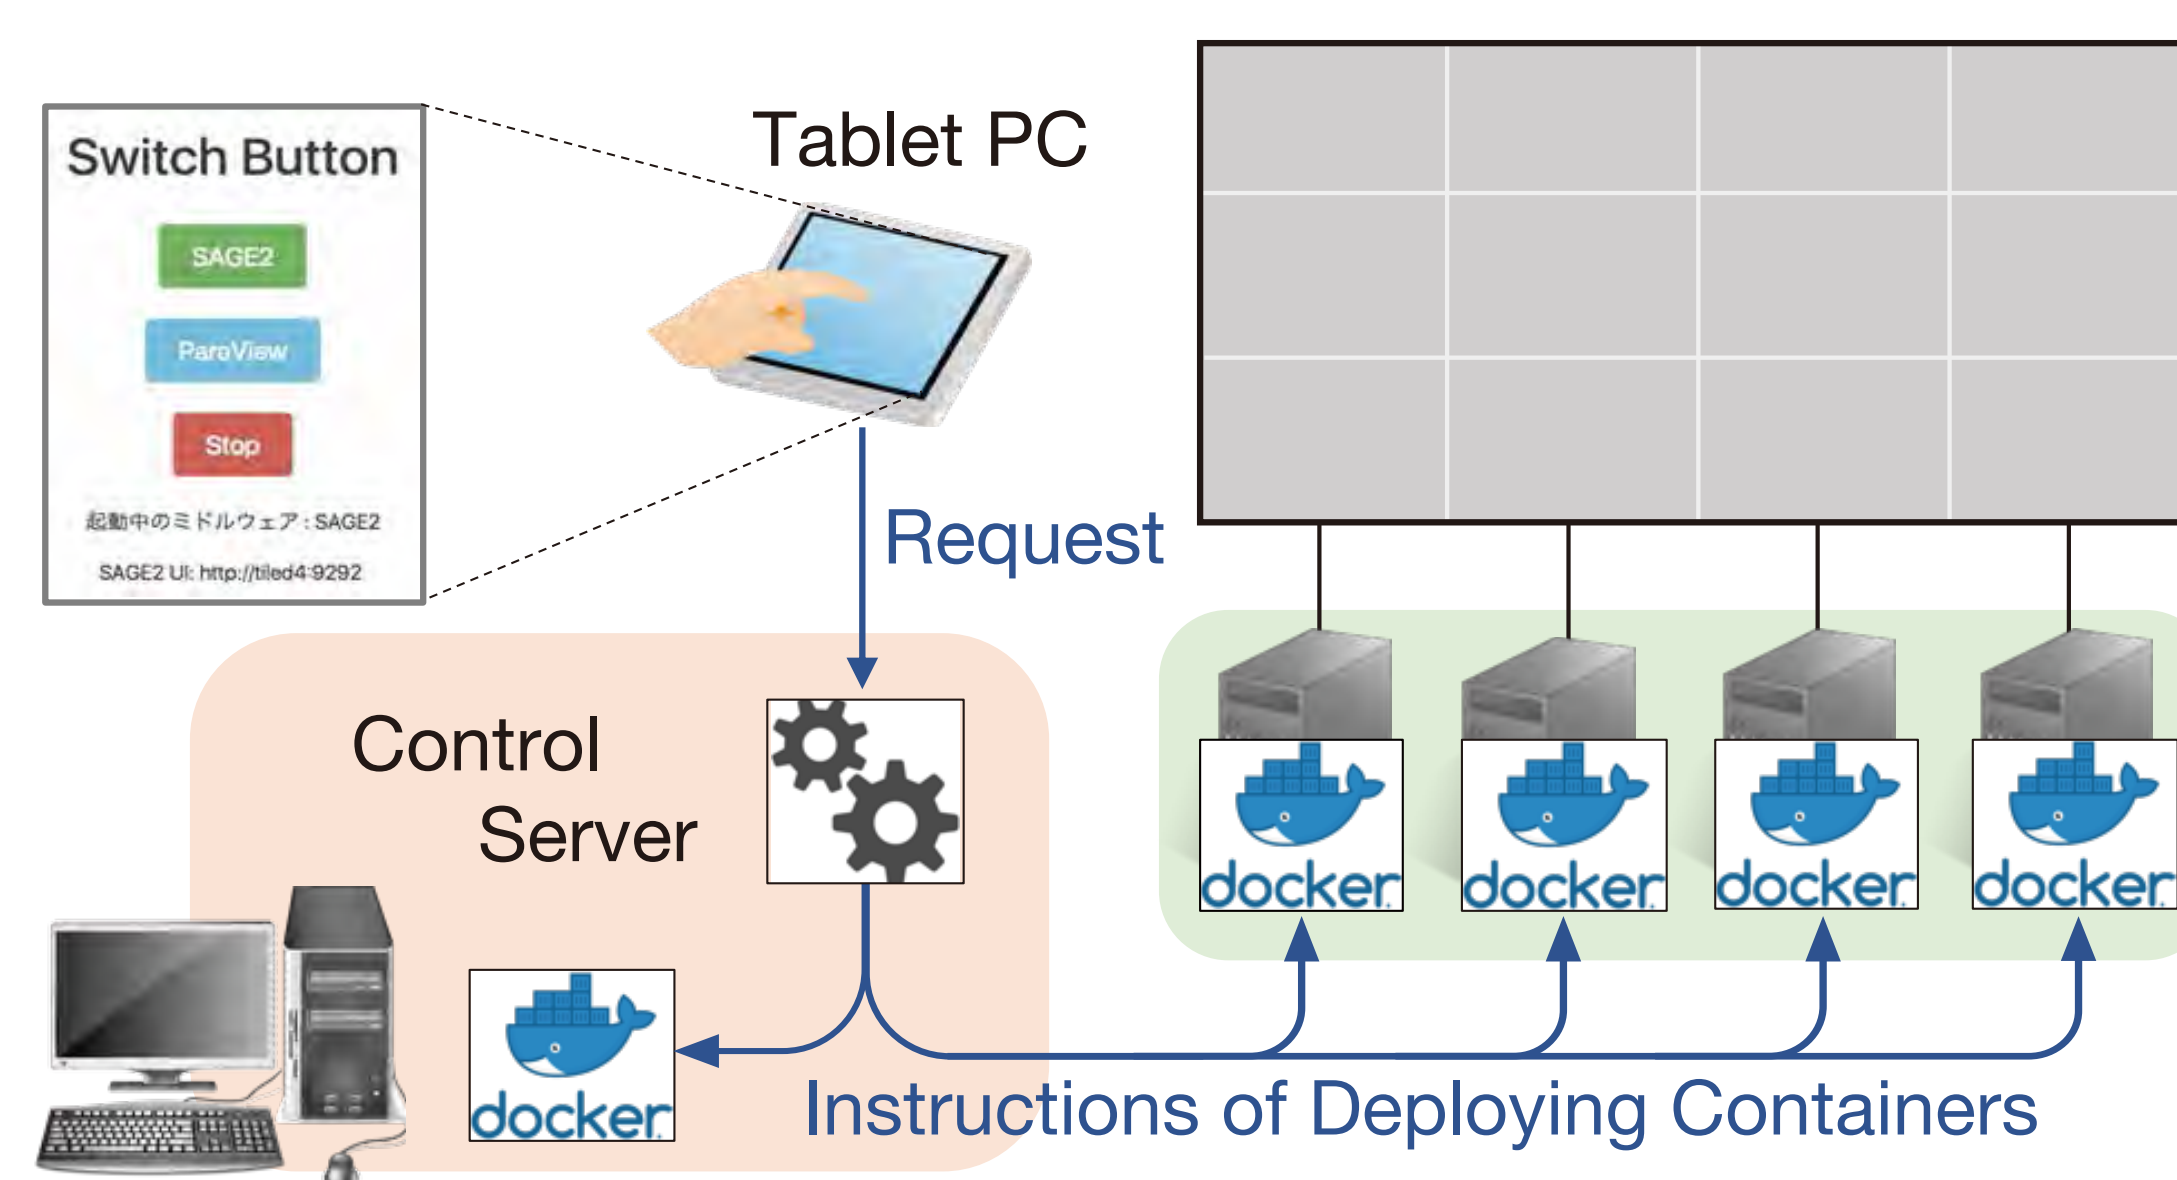 Switch Button
SAGE2
ParaView
Stop
起動中のミドルウェア : SAGE2
SAGE2 UI: http://tiled4:9292
Tablet PC
Request
Control
Server
docker
docker
docker
docker
docker
Instructions of Deploying Containers